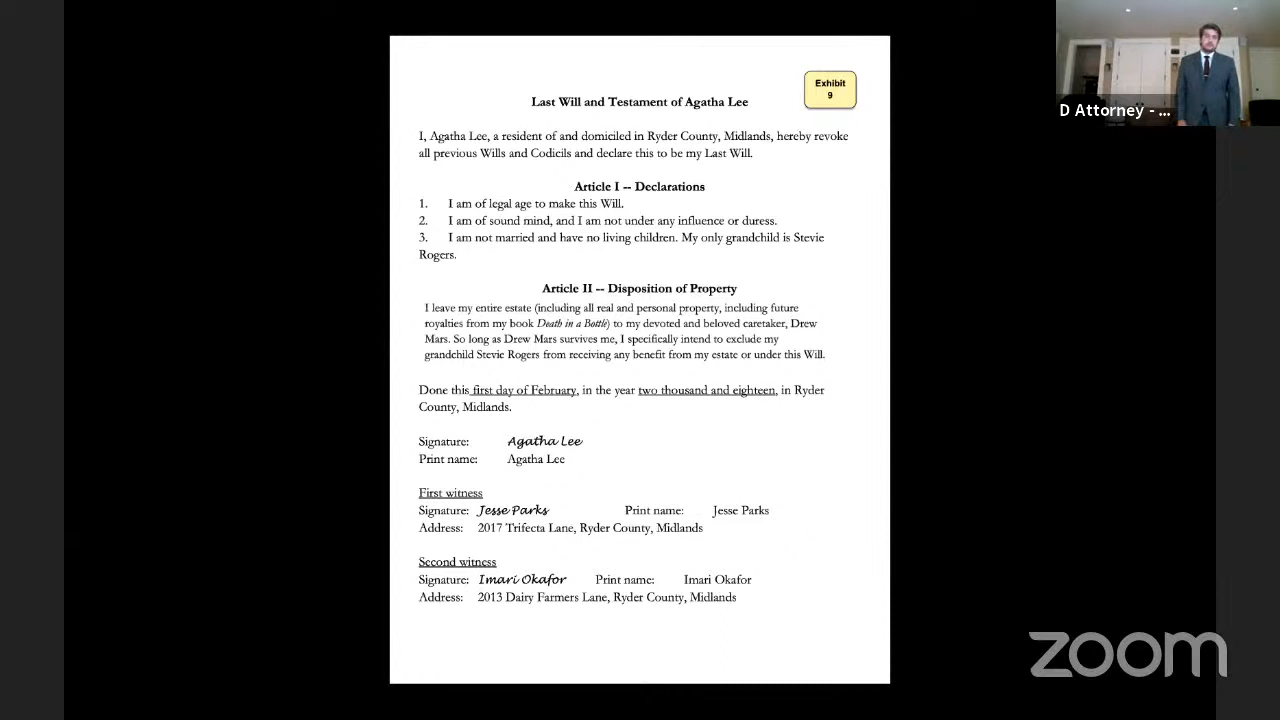 Exhibit
9
Last Will and Testament of Agatha Lee
I, Agatha Lee, a resident of and domiciled in Ryder County, Midlands, hereby revoke
all previous Wills and Codicils and declare this to be my Last Will.
Article I -- Declarations
1. I am of legal age to make this Will.
2. I am of sound mind, and I am not under any influence or duress.
3. I am not married and have no living children. My only grandchild is Stevie
Rogers.
Article II -- Disposition of Property
I leave my entire estate (including all real and personal property, including future
royalties from my book Death in a Bottle) to my devoted and beloved caretaker, Drew
Mars. So long as Drew Mars survives me, I specifically intend to exclude my
grandchild Stevie Rogers from receiving any benefit from my estate or under this Will.
Done this first day of February, in the year two thousand and eighteen, in Ryder
County, Midlands.
Signature: Agatha Lee
Print name: Agatha Lee
First witness
Signature: Jesse Parks Print name: Jesse Parks
Address: 2017 Trifecta Lane, Ryder County, Midlands
Second witness
Signature: Imari Okafor Print name: Imari Okafor
Address: 2013 Dairy Farmers Lane, Ryder County, Midlands
D Attorney - ...
zoom